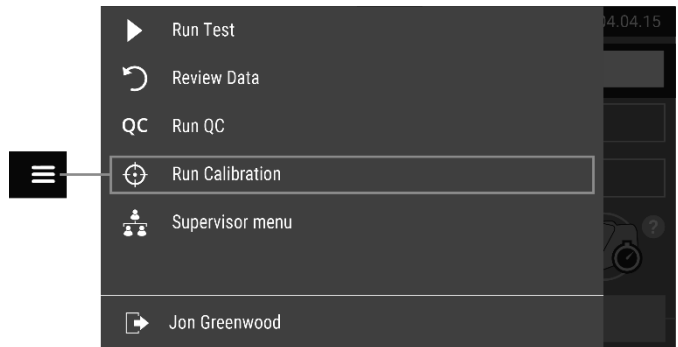 Run Test
04.04.15
Review Data
QC Run QC
Run Calibration
?
Supervisor menu
Jon Greenwood